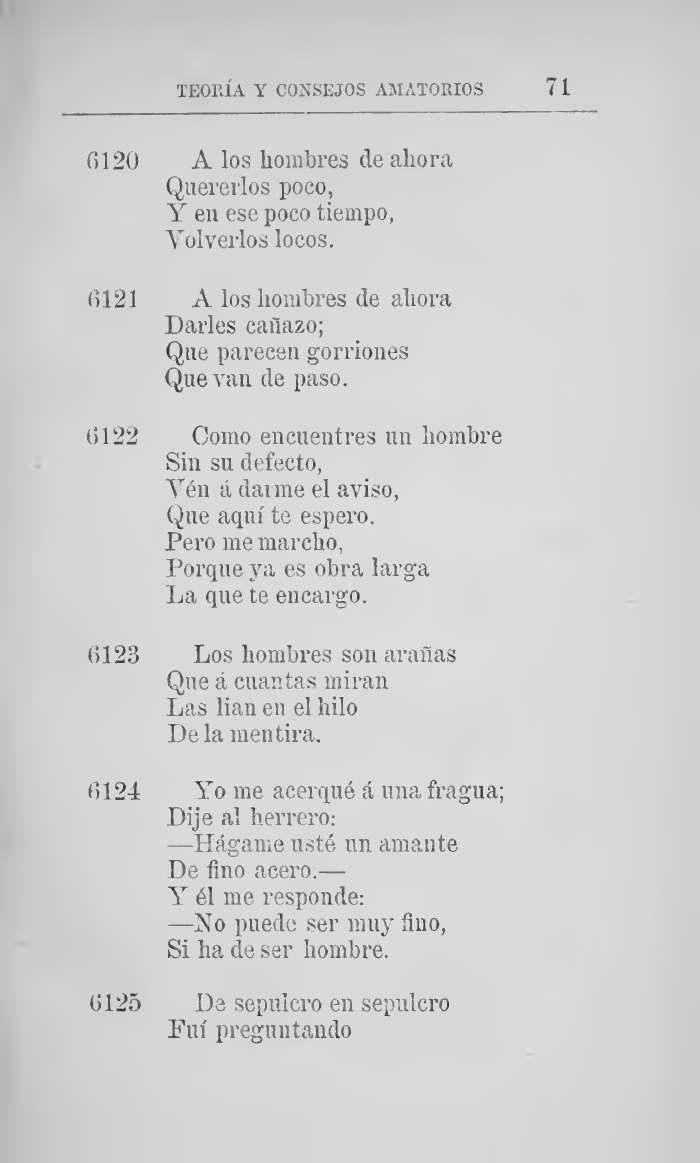 TEORÍA Y CONSEJOS AMATORIOS 71
6120 A los hombres de ahora
Quererlos poco,
Y en ese poco tiempo,
Volverlos locos.
6121 A los hombres de ahora
Darles cañazo;
Que parecen gorriones
Que van de paso.
6122 Como encuentres un hombre
Sin su defecto,
Vén á darme el aviso,
Que aquí te espero.
Pero me marcho,
Porque ya es obra larga
La que te encargo.
6123 Los hombres son arañas
Que á cuantas miran
Las lian en el hilo
De la mentira.
6124 Yo me acerqué á una fragua;
Dije al herrero:
—Hágame usté un amante
De fino acero.—
Y él me responde:
—No puede ser muy fino,
Si ha de ser hombre.
6125 De sepulcro en sepulcro
Fuí preguntando